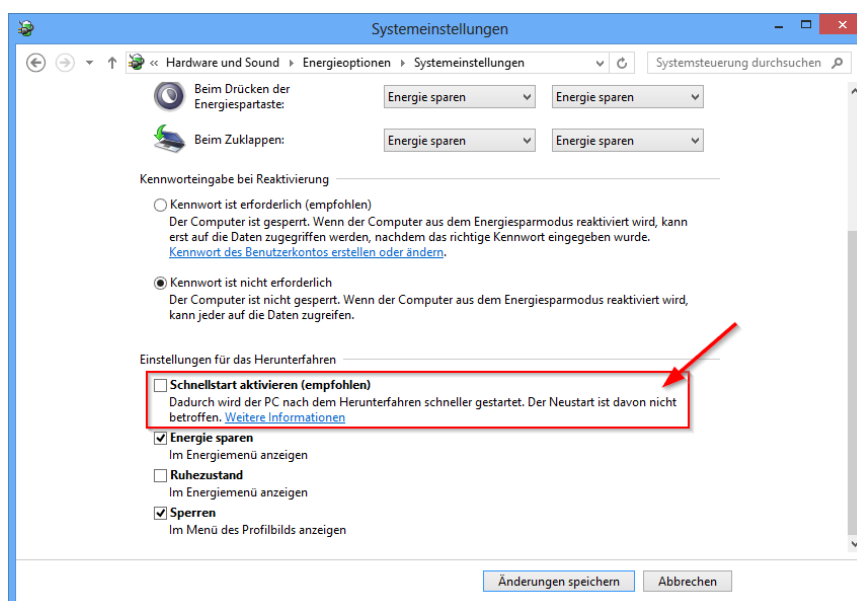 Systemeinstellungen
« Hardware und Sound Energieoptionen Systemeinstellungen
Systemsteuerung durchsuchen
Beim Drücken der
Energiespartaste:
Energie sparen Energie sparen
Beim Zuklappen:
Energie sparen Energie sparen
Kennworteingabe bei Reaktivierung
Kennwort ist erforderlich (empfohlen)
Der Computer ist gesperrt. Wenn der Computer aus dem Energiesparmodus reaktiviert wird, kann
erst auf die Daten zugegriffen werden, nachdem das richtige Kennwort eingegeben wurde.
Kennwort des Benutzerkontos erstellen oder ändern.
Kennwort ist nicht erforderlich
Der Computer ist nicht gesperrt. Wenn der Computer aus dem Energiesparmodus reaktiviert wird,
kann jeder auf die Daten zugreifen.
Einstellungen für das Herunterfahren
Schnellstart aktivieren (empfohlen)
Dadurch wird der PC nach dem Herunterfahren schneller gestartet. Der Neustart ist davon nicht
betroffen. Weitere Informationen
Energie sparen
Im Energiemenü anzeigen
Ruhezustand
Im Energiemenü anzeigen
Sperren
Im Menü des Profilbilds anzeigen
Änderungen speichern Abbrechen